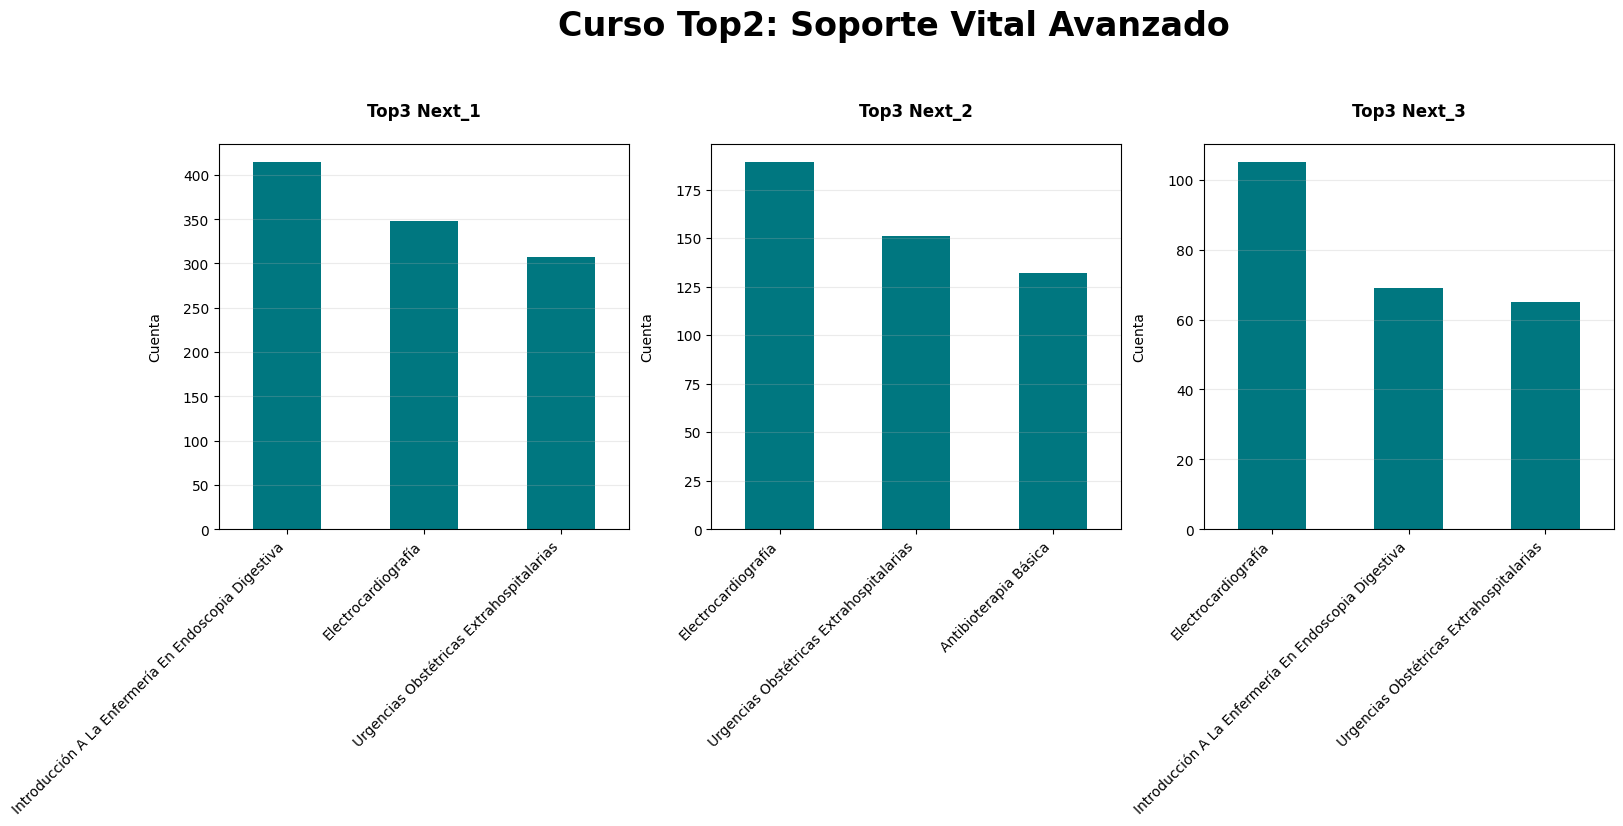 Curso Top2: Soporte Vital Avanzado
Top3 Next_1
Cuenta
400
350
300
250
200
150
100
50
0
Introducción A La Enfermería En Endoscopia Digestiva
Electrocardiografía
Urgencias Obstétricas Extrahospitalarias
Top3 Next_2
Cuenta
175
150
125
100
75
50
25
0
Electrocardiografía
Urgencias Obstétricas Extrahospitalarias
Antibioterapia Básica
Top3 Next_3
Cuenta
100
80
60
40
20
0
Electrocardiografía
Introducción A La Enfermería En Endoscopia Digestiva
Urgencias Obstétricas Extrahospitalarias